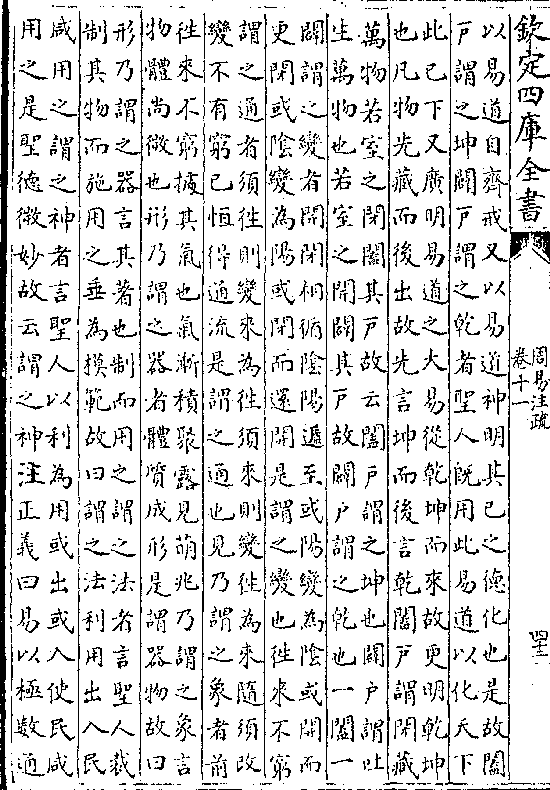 欽定四庫全書
周易注疏
卷十一
四三
以易道自齊戒又以易道神明其已之德化也是故闔
戸謂之坤闢戸謂之乾者聖人既用此易道以化天下
此已下又廣明易道之大易從乾坤而來故更明乾坤
也凡物先藏而後出故先言坤而後言乾闔戸謂閉藏
萬物若室之閉闔其戸故云闔戸謂之坤也闢戸謂吐
生萬物也若室之開闢其戸故闢戸謂之乾也一闔一
闢謂之變者開閉相循陰陽遞至或陽變為陰或開而
更閉或陰變為陽或閉而還開是謂之變也徃來不窮
謂之通者須徃則變來為徃須來則變徃為來隨須改
變不有窮已恒得通流是謂之通也見乃謂之象者前
徃來不窮據其氣也氣漸積聚露見萌兆乃謂之象言
物體尚微也形乃謂之器者體質成形是謂器物故曰
形乃謂之器言其著也制而用之謂之法者言聖人裁
制其物而施用之垂為模範故曰謂之法利用出入民
咸用之謂之神者言聖人以利為用或出或入使民咸
用之是聖德微妙故云謂之神注正義曰易以極數通